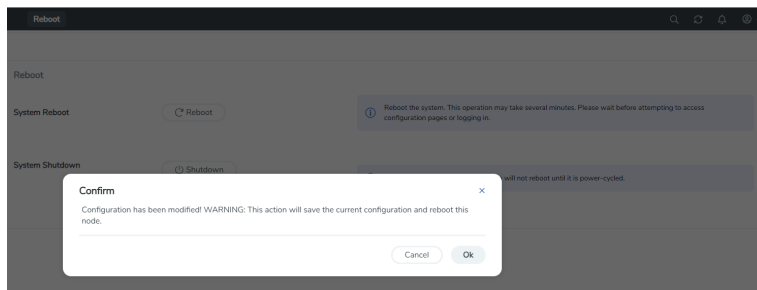 Reboot
Reboot
System Reboot
Reboot
Reboot the system. This operation may take several minutes. Please wait before attempting to access
configuration pages or logging in.
System Shutdown
Shutdown
will not reboot until it is power-cycled.
Confirm
Configuration has been modified! WARNING: This action will save the current configuration and reboot this
node.
Cancel
Ok